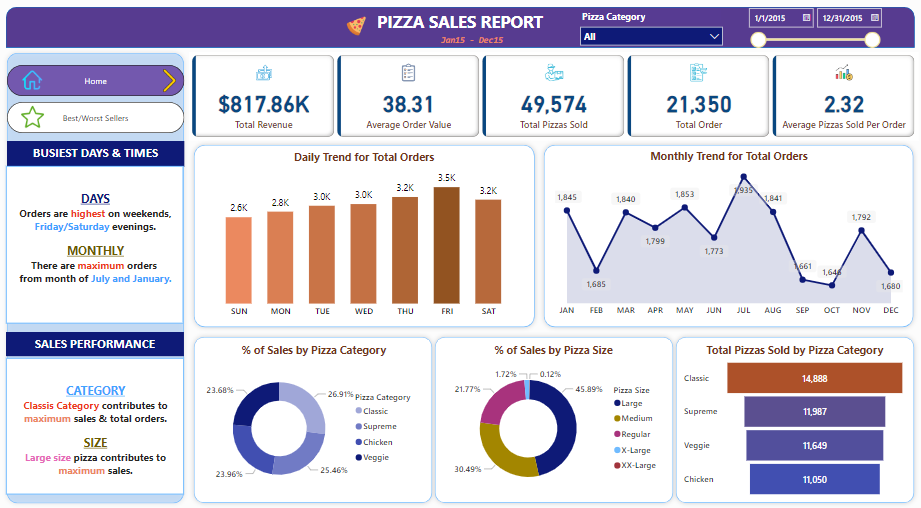 PIZZA SALES REPORT
Jan15 - Dec15
Pizza Category
All
1/1/2015
12/31/2015
Home
Best/Worst Sellers
$817.86K
Total Revenue
38.31
Average Order Value
49,574
Total Pizzas Sold
21,350
Total Order
2.32
Average Pizzas Sold Per Order
BUSIEST DAYS & TIMES
DAYS
Orders are highest on weekends,
Friday/Saturday evenings.
MONTHLY
There are maximum orders
from month of July and January.
SALES PERFORMANCE
CATEGORY
Classis Category contributes to
maximum sales & total orders.
SIZE
Large size pizza contributes to
maximum sales.
Daily Trend for Total Orders
2.6K
2.8K
3.0K
3.0K
3.2K
3.5K
3.2K
SUN
MON
TUE
WED
THU
FRI
SAT
Monthly Trend for Total Orders
1,845
1,685
1,840
1,799
1,853
1,773
1,935
1,841
1,661
1,646
1,792
1,680
JAN
FEB
MAR
APR
MAY
JUN
JUL
AUG
SEP
OCT
NOV
DEC
% of Sales by Pizza Category
23.68%
26.91%
23.96%
25.46%
Pizza Category
Classic
Supreme
Chicken
Veggie
% of Sales by Pizza Size
1.72%
0.12%
21.77%
45.89%
30.49%
Pizza Size
Large
Medium
Regular
X-Large
XX-Large
Total Pizzas Sold by Pizza Category
Classic
14,888
Supreme
11,987
Veggie
11,649
Chicken
11,050